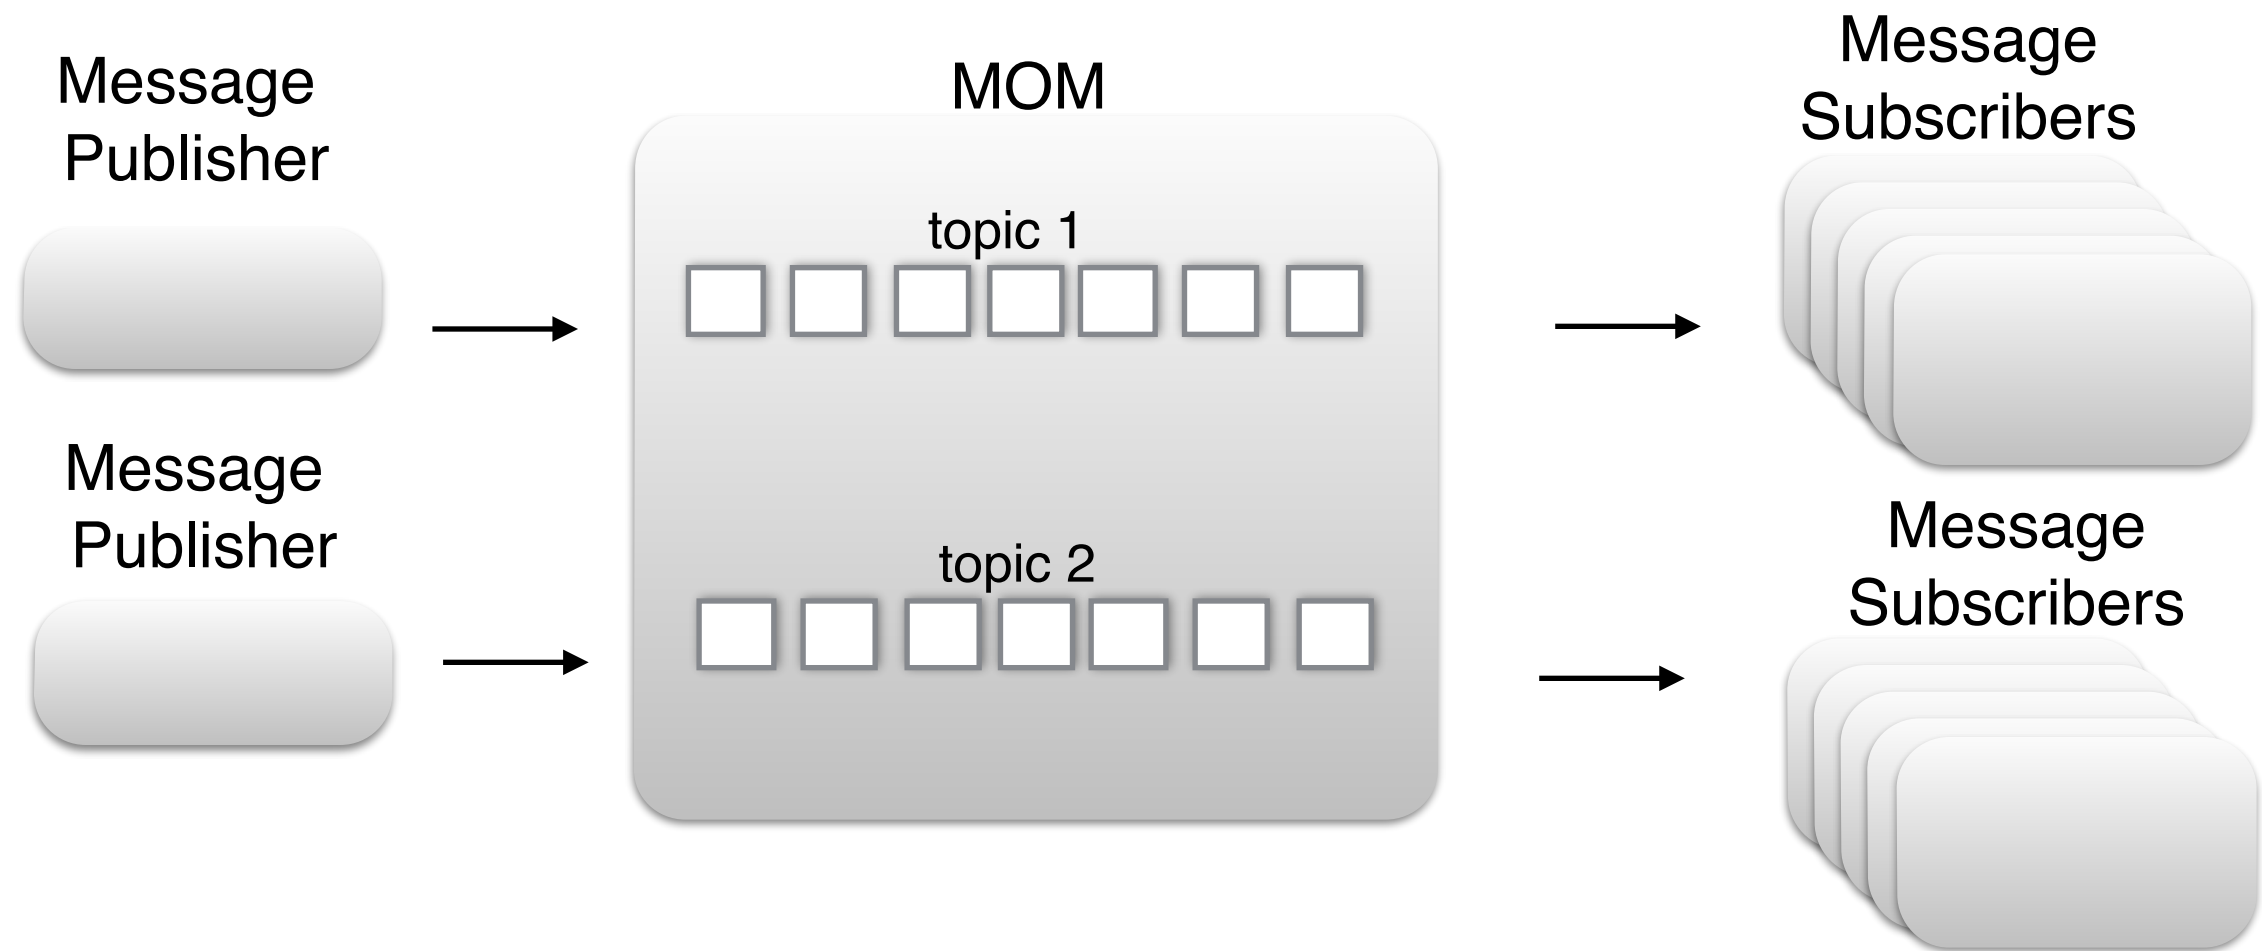 Message
Publisher
MOM
Message
Subscribers
topic 1
Message
Publisher
topic 2
Message
Subscribers